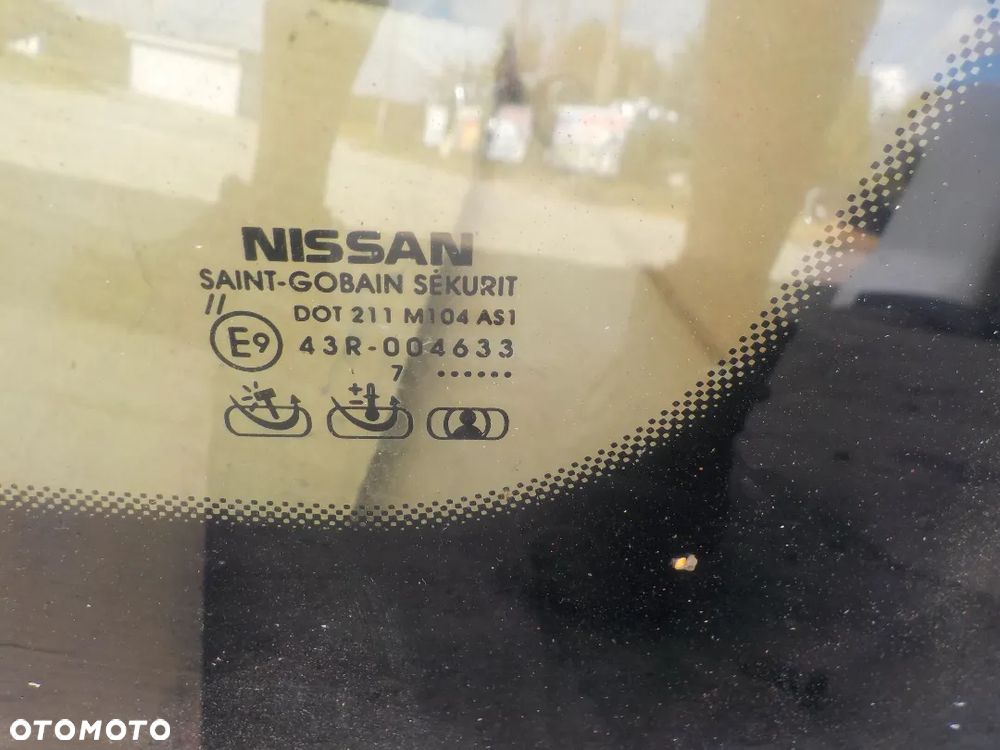 NISSAN
SAINT-GOBAIN SEKURIT
//
DOT 211 M104 AS1
E9 43R-004633
7 ......
OTOMOTO